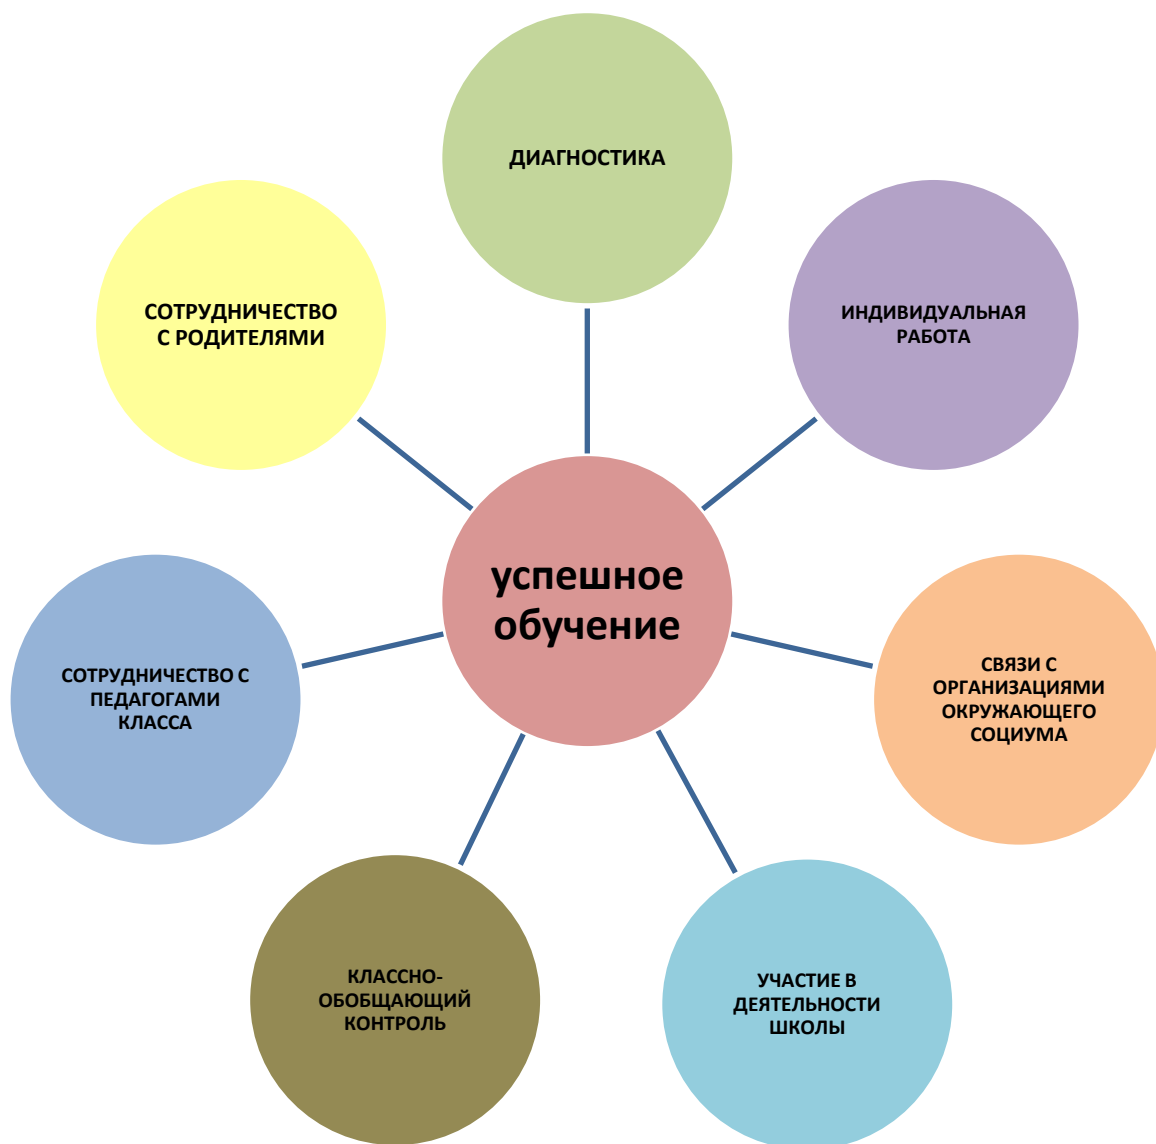 ДИАГНОСТИКА
СОТРУДНИЧЕСТВО
С РОДИТЕЛЯМИ
ИНДИВИДУАЛЬНАЯ
РАБОТА
успешное
обучение
СОТРУДНИЧЕСТВО С
ПЕДАГОГАМИ
КЛАССА
СВЯЗИ С
ОРГАНИЗАЦИЯМИ
ОКРУЖАЮЩЕГО
СОЦИУМА
КЛАССНО-
ОБОБЩАЮЩИЙ
КОНТРОЛЬ
УЧАСТИЕ В
ДЕЯТЕЛЬНОСТИ
ШКОЛЫ